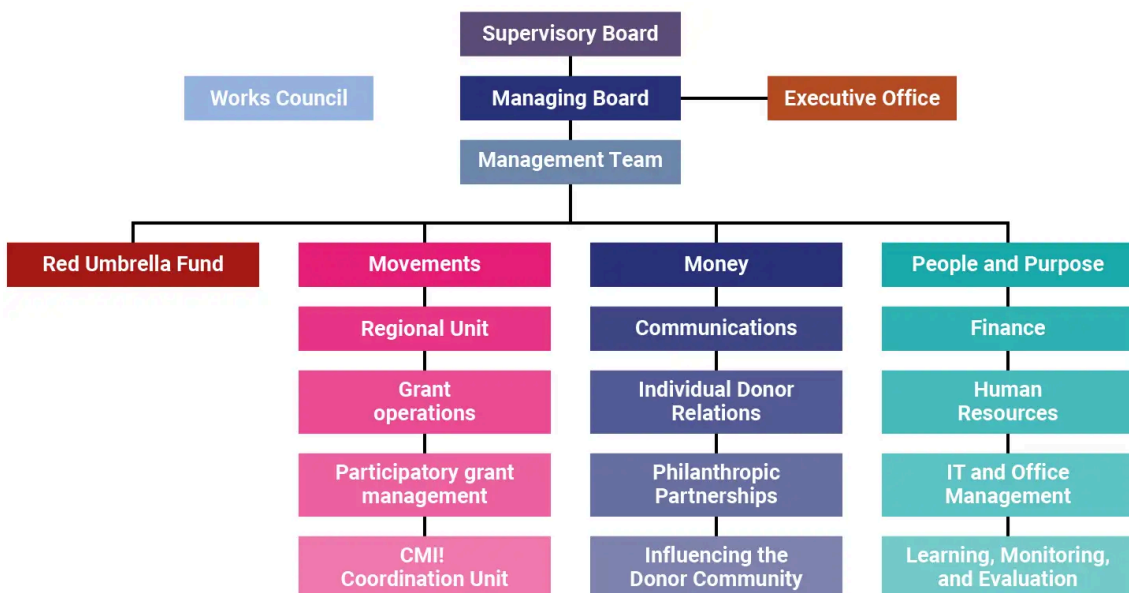 Supervisory Board
Works Council
Managing Board
Executive Office
Management Team
Red Umbrella Fund
Movements
Money
People and Purpose
Regional Unit
Communications
Finance
Grant
operations
Individual Donor
Relations
Human
Resources
Participatory grant
management
Philanthropic
Partnerships
IT and Office
Management
CMI!
Coordination Unit
Influencing the
Donor Community
Learning, Monitoring,
and Evaluation